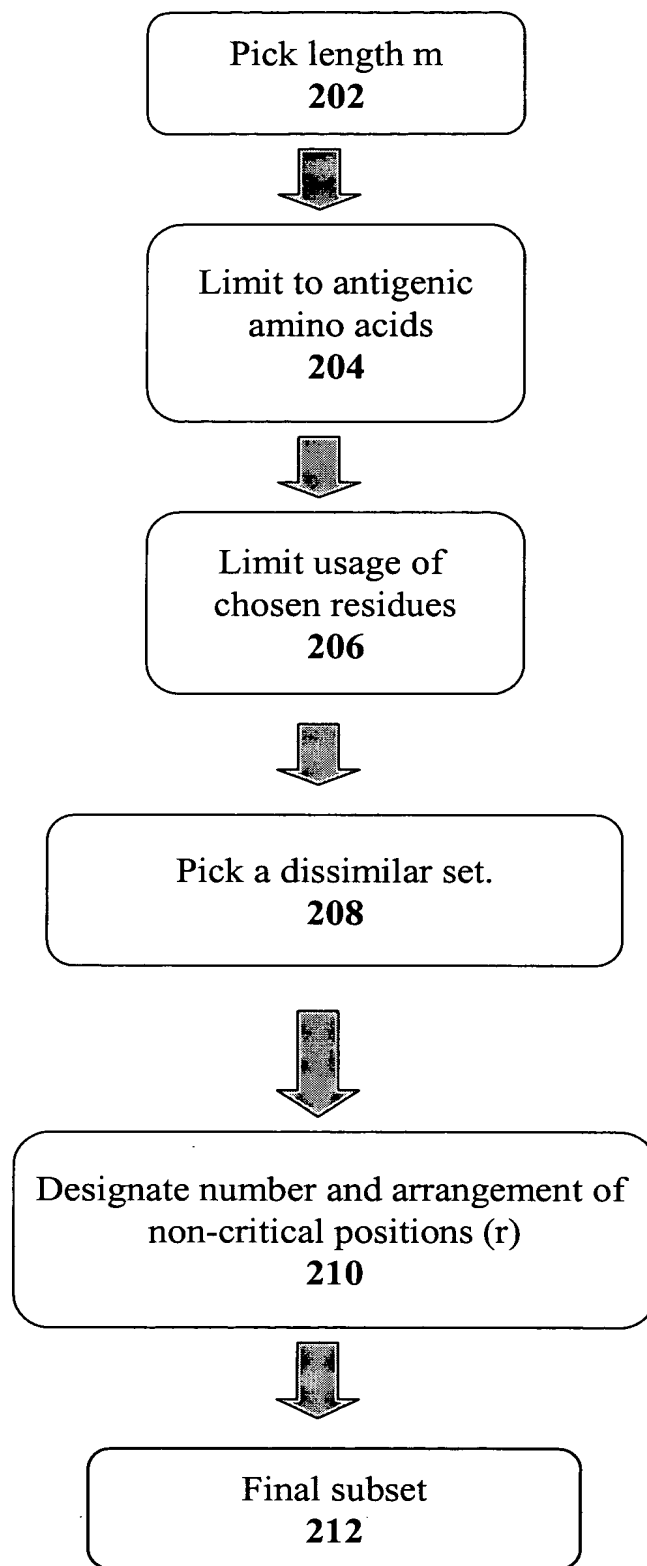 Pick length m
202
Limit to antigenic
amino acids
204
Limit usage of
chosen residues
206
Pick a dissimilar set.
208
Designate number and arrangement of
non-critical positions (r)
210
Final subset
212